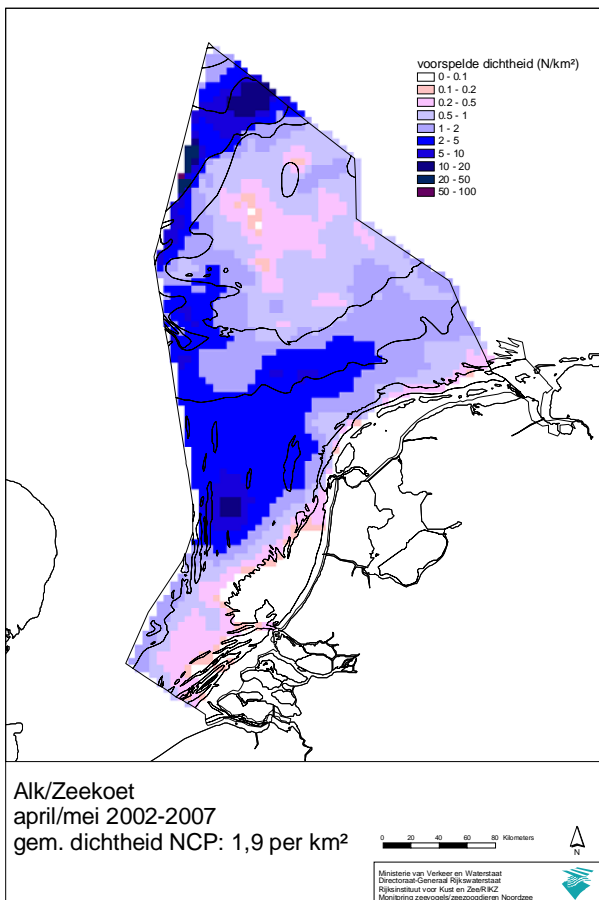 voorspelde dichtheid (N/km²)
0 - 0.1
0.1 - 0.2
0.2 - 0.5
0.5 - 1
1 - 2
2 - 5
5 - 10
10 - 20
20 - 50
50 - 100
Alk/Zeekoet
april/mei 2002-2007
gem. dichtheid NCP: 1,9 per km²
0 20 40 60 80 Kilometers
N
Ministerie van Verkeer en Waterstaat
Directoraat-Generaal Rijkswaterstaat
Rijksinstituut voor Kust en Zee/RIKZ
Monitoring zeevogels/zeezoogdieren Noordzee